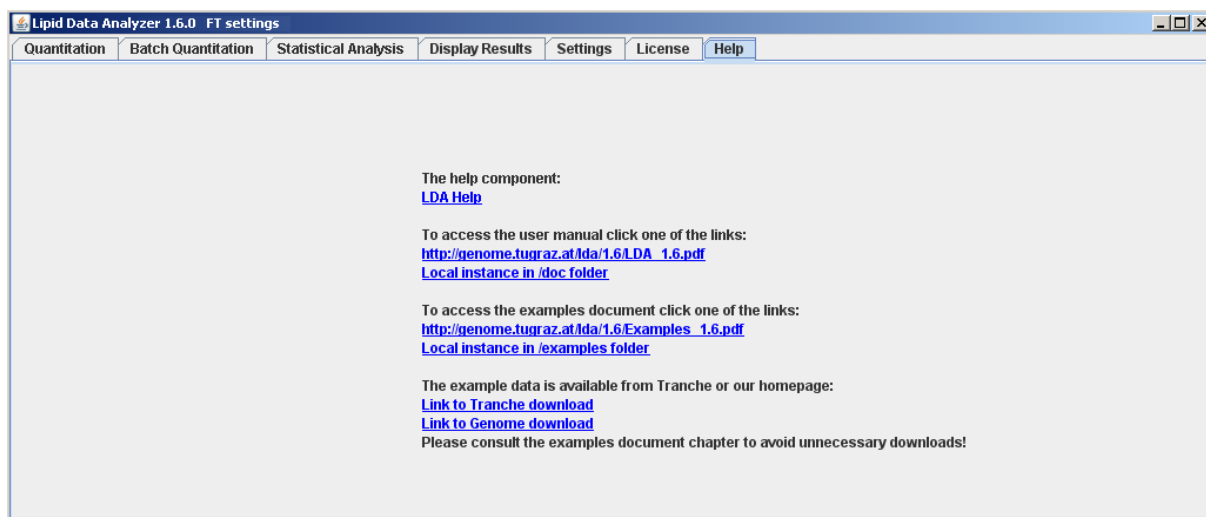 Lipid Data Analyzer 1.6.0 FT settings
Quantitation Batch Quantitation Statistical Analysis Display Results Settings License Help
The help component:
LDA Help
To access the user manual click one of the links:
http://genome.tugraz.at/lda/1.6/LDA_1.6.pdf
Local instance in /doc folder
To access the examples document click one of the links:
http://genome.tugraz.at/lda/1.6/Examples_1.6.pdf
Local instance in /examples folder
The example data is available from Tranche or our homepage:
Link to Tranche download
Link to Genome download
Please consult the examples document chapter to avoid unnecessary downloads!